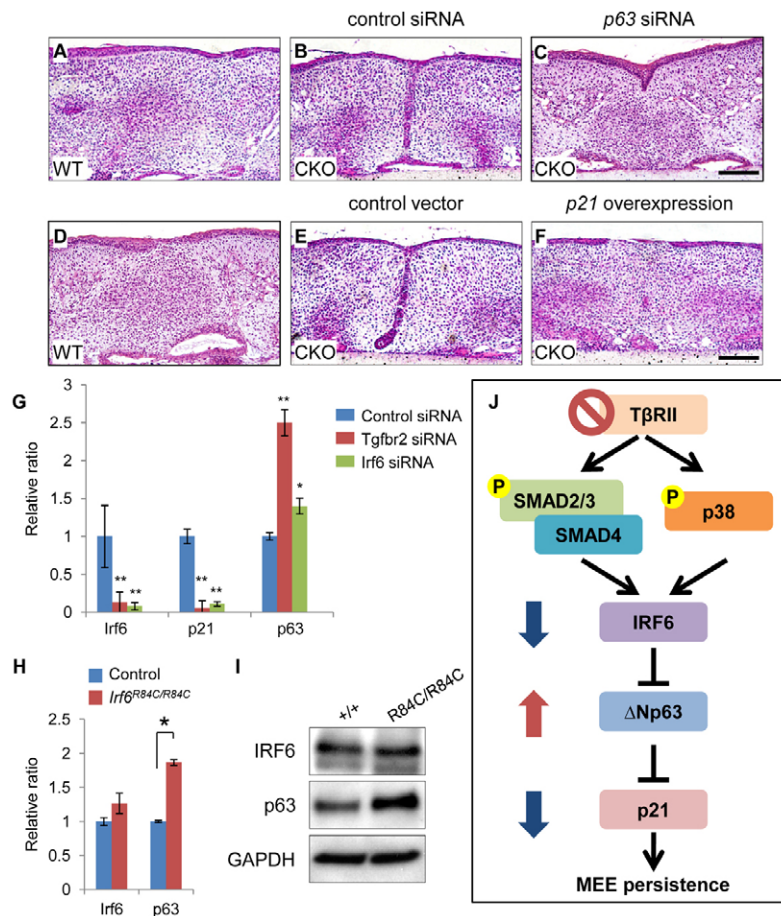 control siRNA
p63 siRNA
A
WT
B
CKO
C
CKO
control vector
p21 overexpression
D
WT
E
CKO
F
CKO
G
Relative ratio
3
2.5
2
1.5
1
0.5
0
** **
** **
** *
Irf6 p21 p63
Control siRNA
Tgfbr2 siRNA
Irf6 siRNA
H
Control
Irf6R84C/R84C
Relative ratio
2.5
2
1.5
1
0
*
Irf6 p63
I
+/+ R84C/R84C
IRF6
p63
GAPDH
J
TβRII
P
SMAD2/3
SMAD4
P
p38
IRF6
ΔNp63
p21
MEE persistence